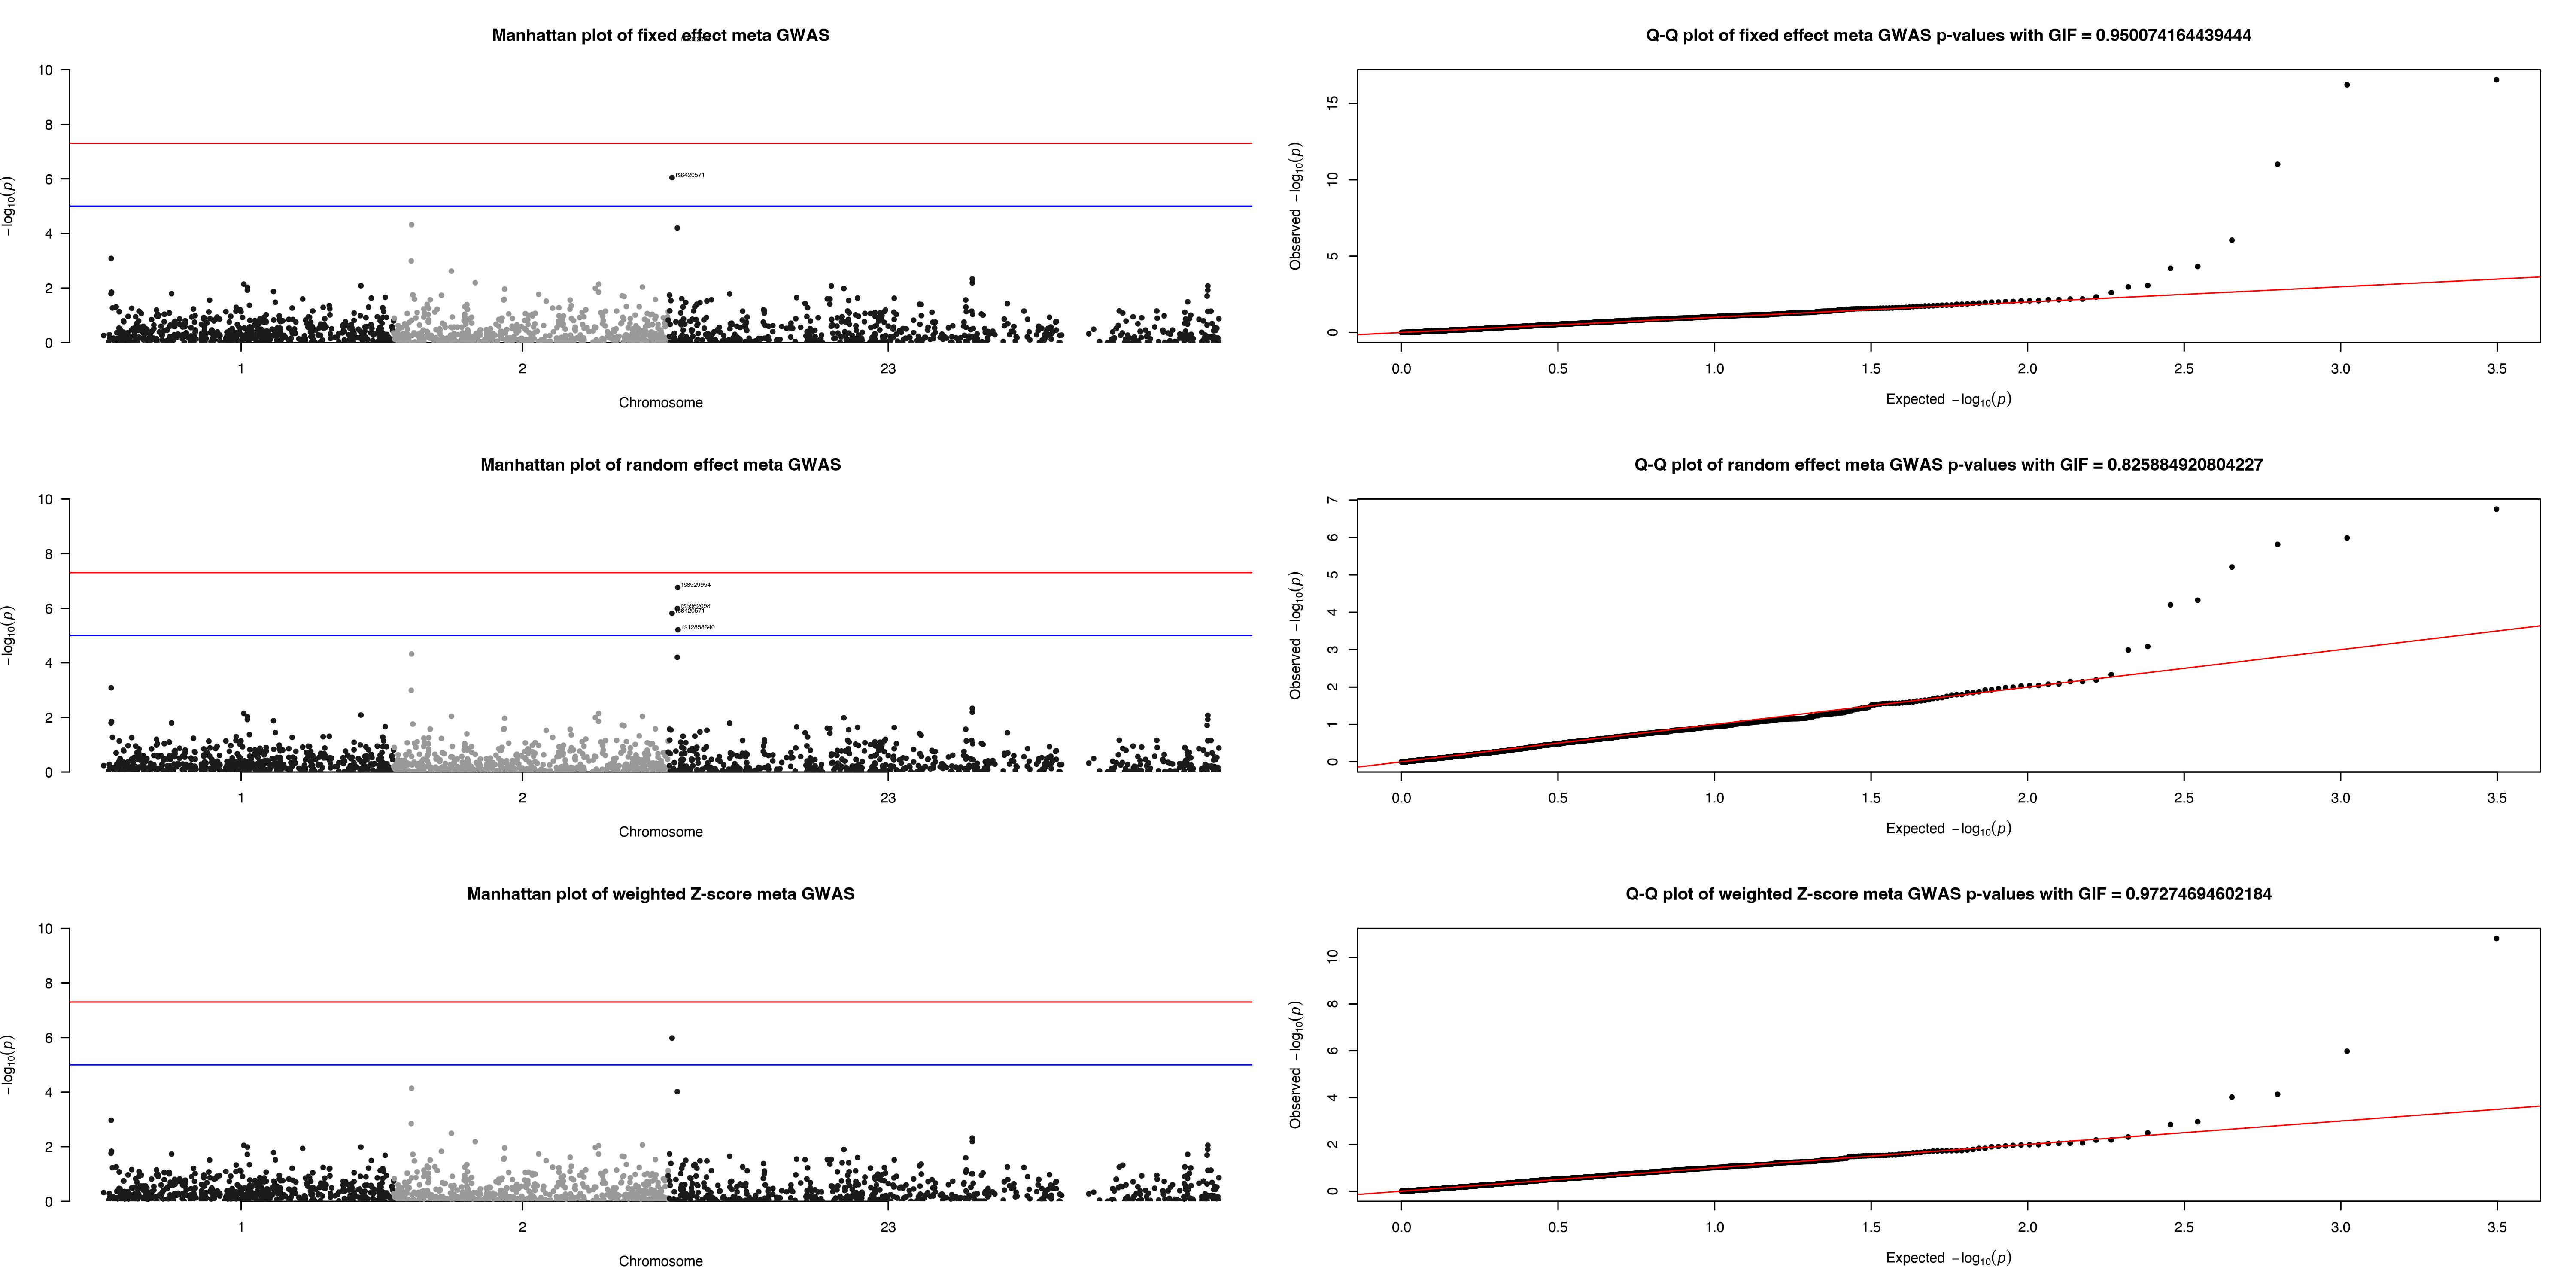 Manhattan plot of fixed effect meta GWAS
10
8
6
4
2
0
−log10(p)
rs6420571
1
2
23
Chromosome
Q-Q plot of fixed effect meta GWAS p-values with GIF = 0.950074164439444
15
10
5
0
Observed −log10(p)
0.0 0.5 1.0 1.5 2.0 2.5 3.0 3.5
Expected −log10(p)
Manhattan plot of random effect meta GWAS
10
8
6
4
2
0
−log10(p)
rs6529954
rs5962098
rs6420571
rs12858640
1
2
23
Chromosome
Q-Q plot of random effect meta GWAS p-values with GIF = 0.825884920804227
7
6
5
4
3
2
1
0
Observed −log10(p)
0.0 0.5 1.0 1.5 2.0 2.5 3.0 3.5
Expected −log10(p)
Manhattan plot of weighted Z-score meta GWAS
10
8
6
4
2
0
−log10(p)
1
2
23
Chromosome
Q-Q plot of weighted Z-score meta GWAS p-values with GIF = 0.97274694602184
10
8
6
4
2
0
Observed −log10(p)
0.0 0.5 1.0 1.5 2.0 2.5 3.0 3.5
Expected −log10(p)